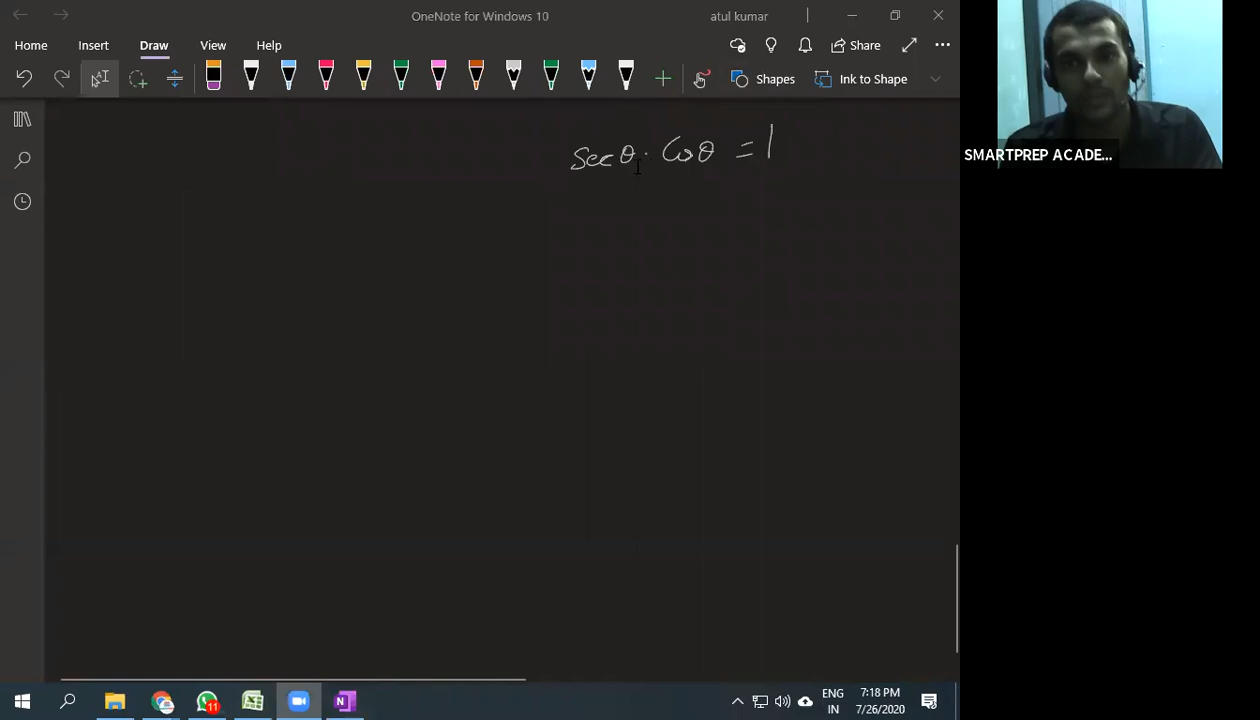 OneNote for Windows 10
atul kumar
Home Insert Draw View Help
Share
Shapes
Ink to Shape
secθ · Cosθ = 1
SMARTPREP ACADE...
11
ENG
IN
7:18 PM
7/26/2020